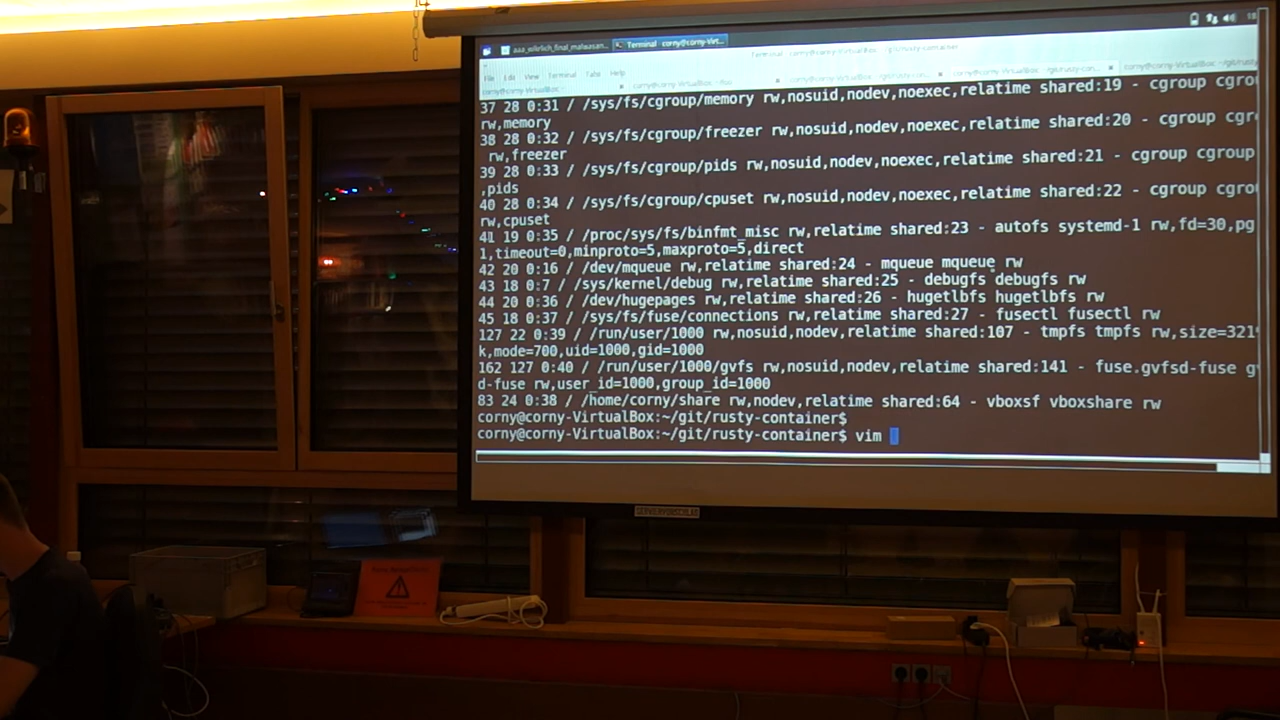 Terminal - corny@corny-Virt...
File Edit View Terminal Tabs Help
37 28 0:31 / /sys/fs/cgroup/memory rw,nosuid,nodev,noexec,relatime shared:19 - cgroup cgro
rw,memory
38 28 0:32 / /sys/fs/cgroup/freezer rw,nosuid,nodev,noexec,relatime shared:20 - cgroup cgr
rw,freezer
39 28 0:33 / /sys/fs/cgroup/pids rw,nosuid,nodev,noexec,relatime shared:21 - cgroup cgroup
,pids
40 28 0:34 / /sys/fs/cgroup/cpuset rw,nosuid,nodev,noexec,relatime shared:22 - cgroup cgro
rw,cpuset
41 19 0:35 / /proc/sys/fs/binfmt_misc rw,relatime shared:23 - autofs systemd-1 rw,fd=30,pg
1,timeout=0,minproto=5,maxproto=5,direct
42 20 0:16 / /dev/mqueue rw,relatime shared:24 - mqueue mqueue rw
43 18 0:7 / /sys/kernel/debug rw,relatime shared:25 - debugfs debugfs rw
44 20 0:36 / /dev/hugepages rw,relatime shared:26 - hugetlbfs hugetlbfs rw
45 18 0:37 / /sys/fs/fuse/connections rw,relatime shared:27 - fusectl fusectl rw
127 22 0:39 / /run/user/1000 rw,nosuid,nodev,relatime shared:107 - tmpfs tmpfs rw,size=321
k,mode=700,uid=1000,gid=1000
162 127 0:40 / /run/user/1000/gvfs rw,nosuid,nodev,relatime shared:141 - fuse.gvfsd-fuse g
d-fuse rw,user_id=1000,group_id=1000
83 24 0:38 / /home/corny/share rw,nodev,relatime shared:64 - vboxsf vboxshare rw
corny@corny-VirtualBox:~/git/rusty-container$
corny@corny-VirtualBox:~/git/rusty-container$ vim